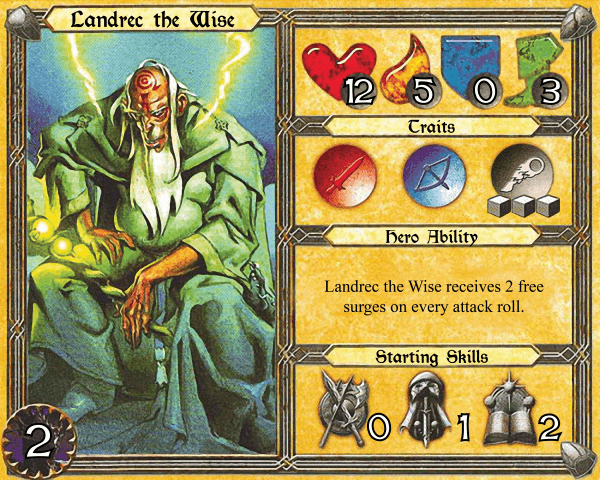 Landrec the Wise
12 5 0 3
Traits
Hero Ability
Landrec the Wise receives 2 free
surges on every attack roll.
Starting Skills
0 1 2
2